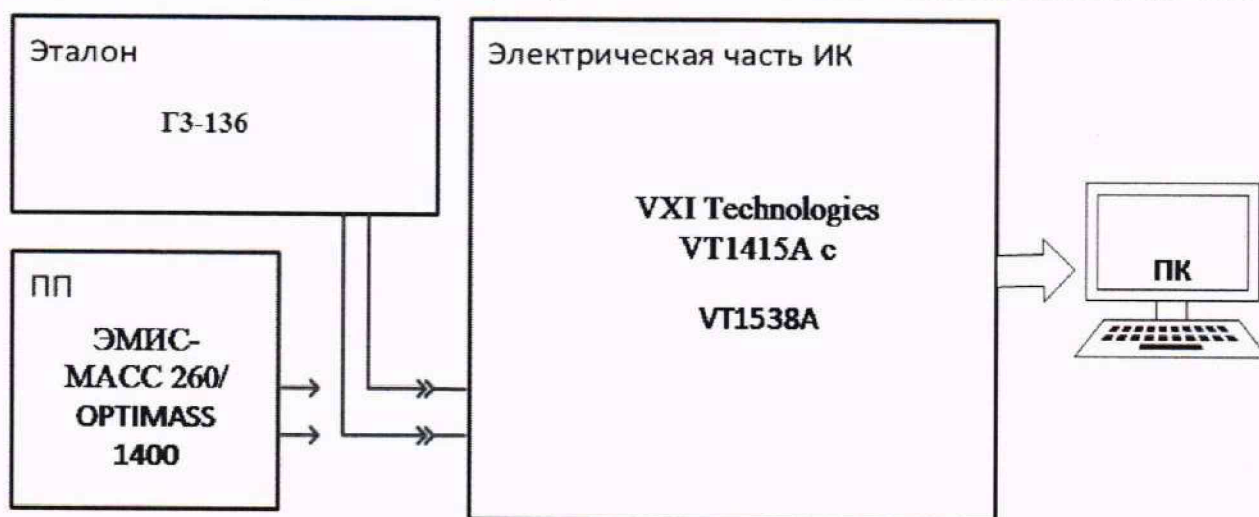 Эталон
Г3-136
Электрическая часть ИК
VXI Technologies
VT1415A с
VT1538A
ПК
ПП
ЭМИС-
МАСС 260/
OPTIMASS
1400